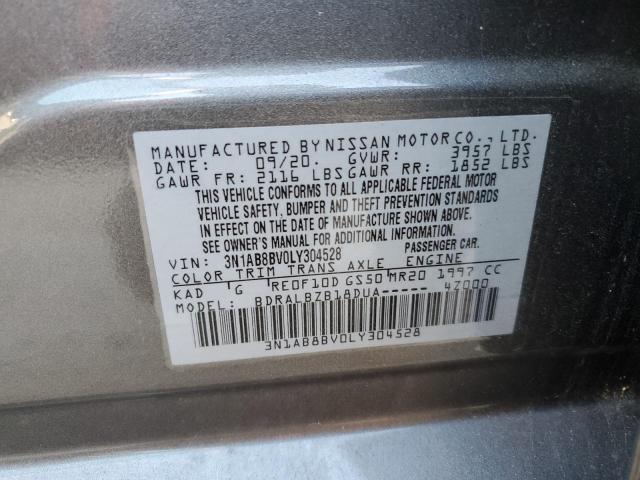 MANUFACTURED BY NISSAN MOTOR CO., LTD.
DATE: 09/20. GVWR: 3957 LBS
GAWR FR: 2116 LBS GAWR RR: 1852 LBS
THIS VEHICLE CONFORMS TO ALL APPLICABLE FEDERAL MOTOR
VEHICLE SAFETY, BUMPER AND THEFT PREVENTION STANDARDS
IN EFFECT ON THE DATE OF MANUFACTURE SHOWN ABOVE.
SEE OWNER'S MANUAL FOR ADDITIONAL INFORMATION.
VIN: 3N1AB8BV0LY304528 PASSENGER CAR.
COLOR TRIM TRANS AXLE ENGINE
KAD G RE0F10D GS50 MR20 1997 CC
MODEL: BDRALBZB18DUA----- 4Z000
3N1AB8BV0LY304528